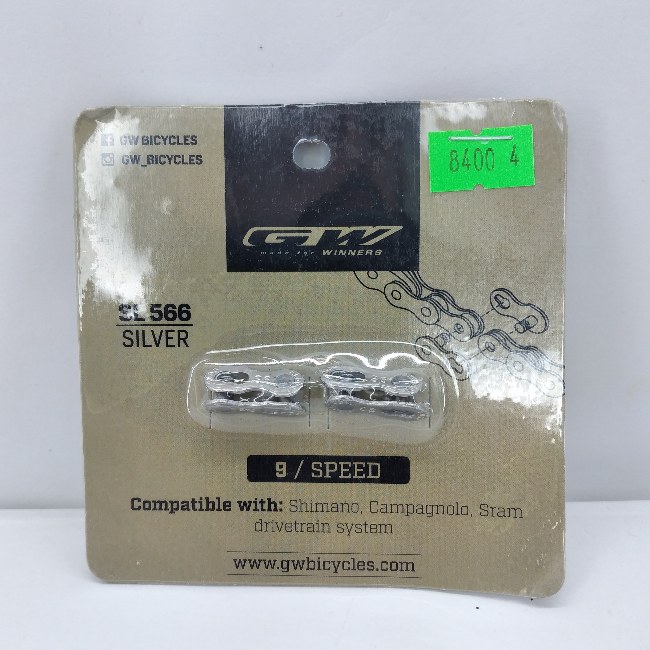 GW BICYCLES
GW_BICYCLES
8400 4
GW
made for WINNERS
SL 566
SILVER
9 / SPEED
Compatible with: Shimano, Campagnolo, Sram
drivetrain system
www.gwbicycles.com